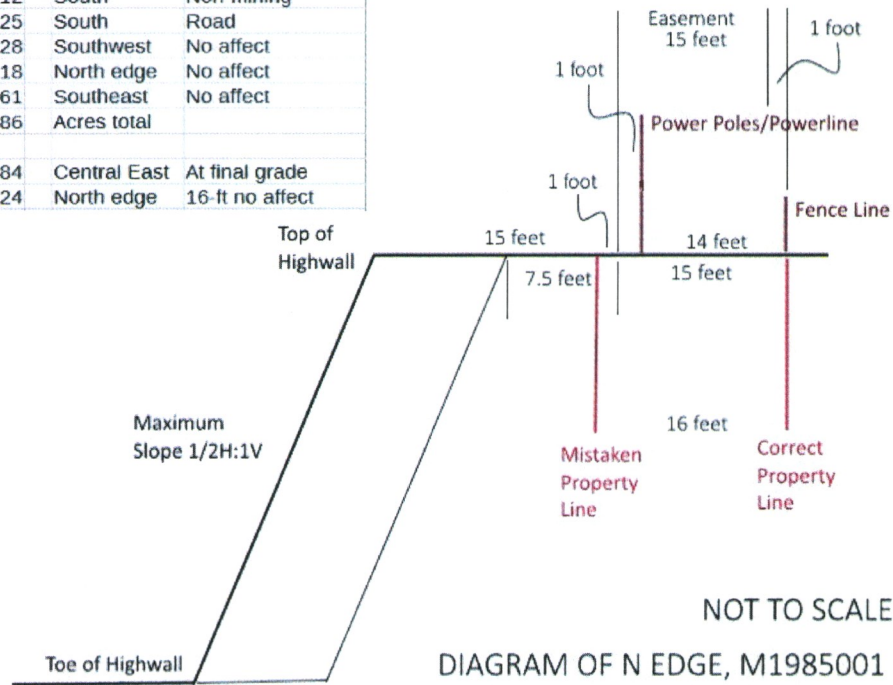 12 South Non-mining
25 South Road
28 Southwest No affect
18 North edge No affect
61 Southeast No affect
86 Acres total
84 Central East At final grade
24 North edge 16-ft no affect
Easement
15 feet
1 foot
1 foot
Power Poles/Powerline
1 foot
Fence Line
Top of
Highwall
15 feet
14 feet
7.5 feet
15 feet
Maximum
Slope 1/2H:1V
16 feet
Mistaken
Property
Line
Correct
Property
Line
NOT TO SCALE
Toe of Highwall
DIAGRAM OF N EDGE, M1985001